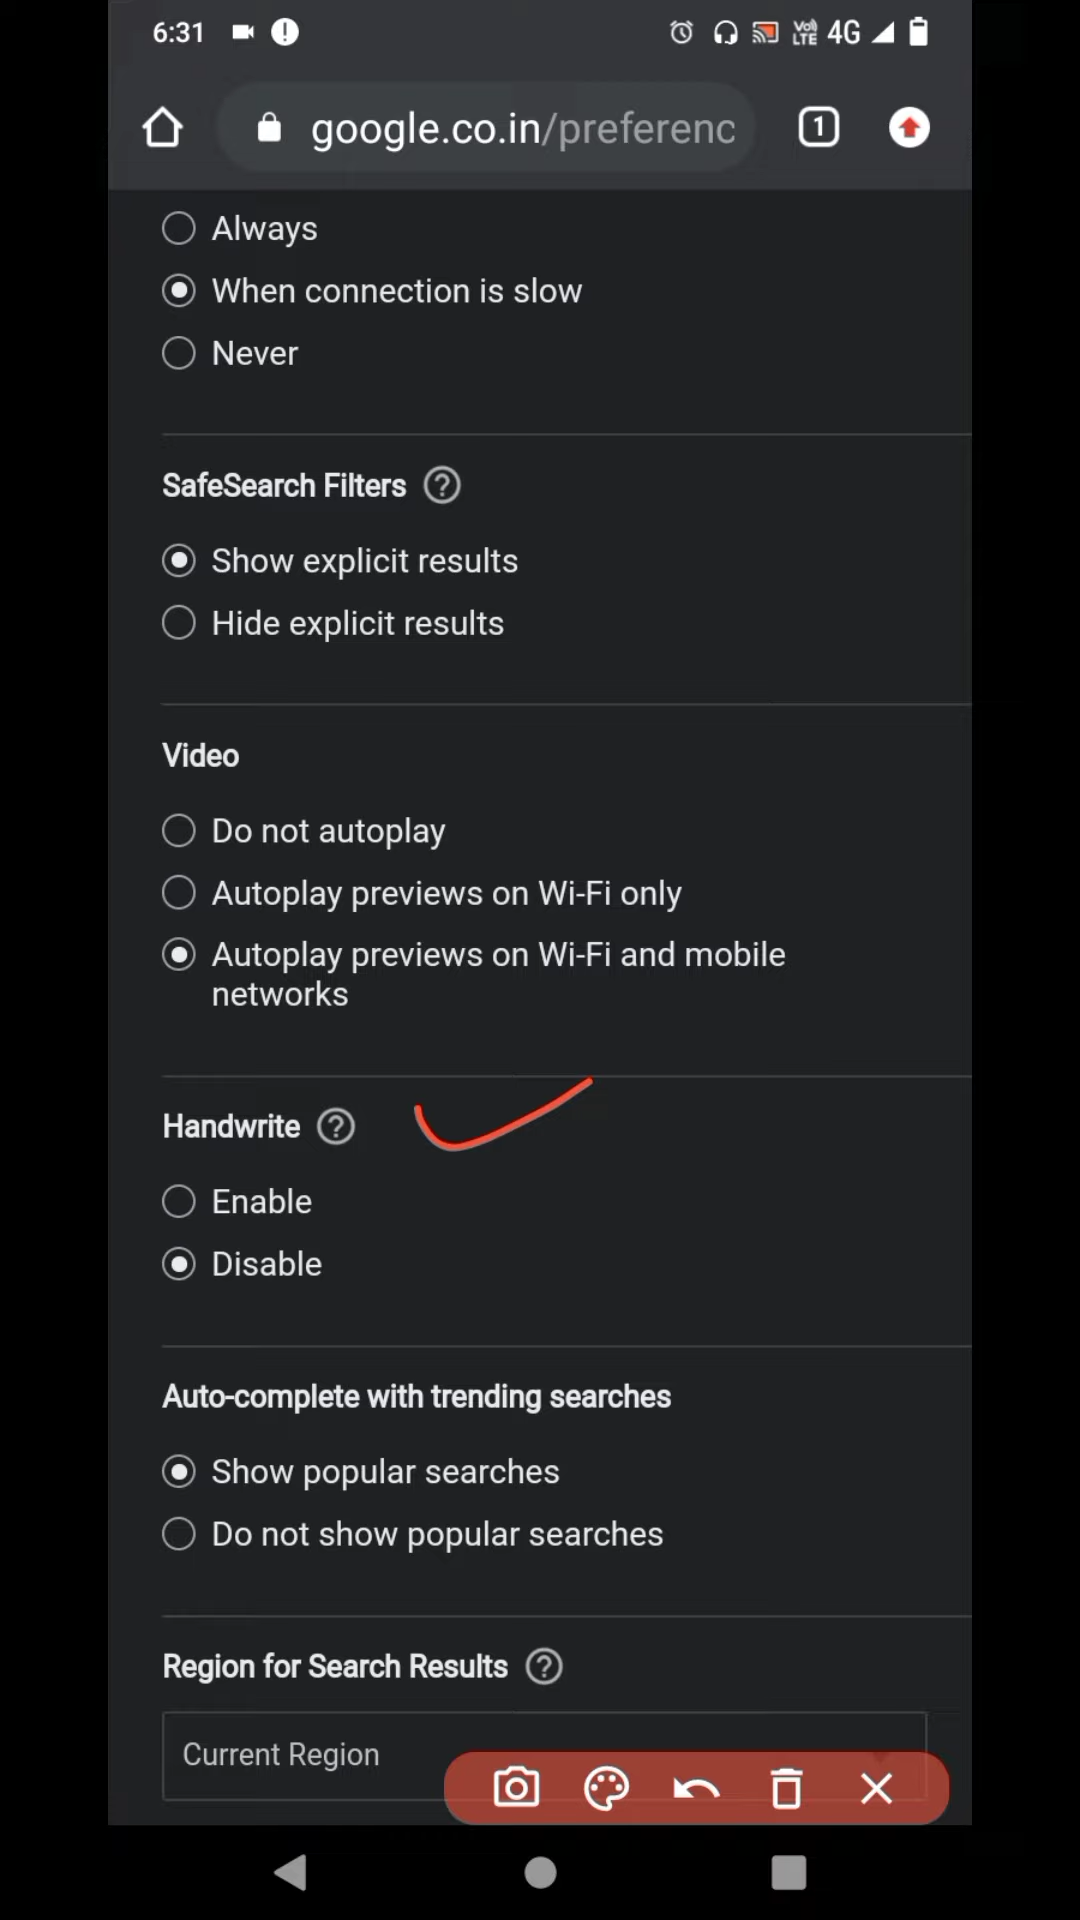 6:31
Vo)) LTE 4G
google.co.in/preferenc
1
Always
When connection is slow
Never
SafeSearch Filters ?
Show explicit results
Hide explicit results
Video
Do not autoplay
Autoplay previews on Wi-Fi only
Autoplay previews on Wi-Fi and mobile
networks
Handwrite ?
Enable
Disable
Auto-complete with trending searches
Show popular searches
Do not show popular searches
Region for Search Results ?
Current Region